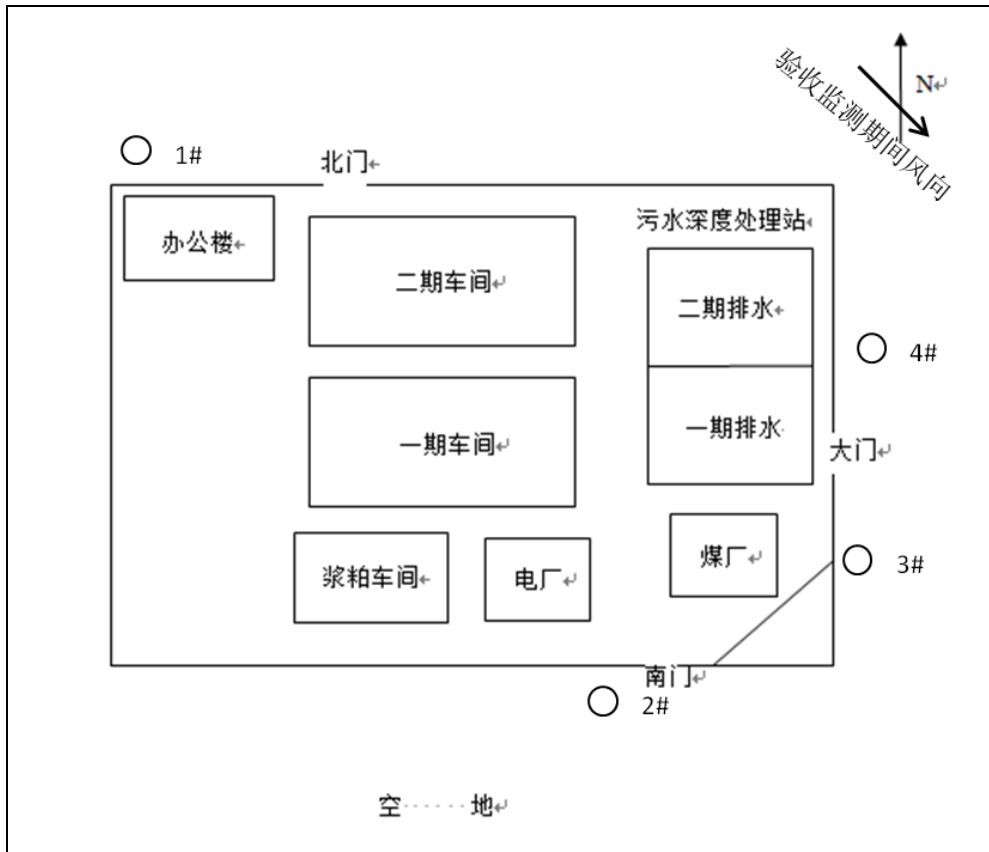 N
验收监测期间风向
1#
北门
办公楼
二期车间
污水深度处理站
二期排水
4#
一期车间
一期排水
大门
浆粕车间
电厂
煤厂
3#
南门
2#
空······地